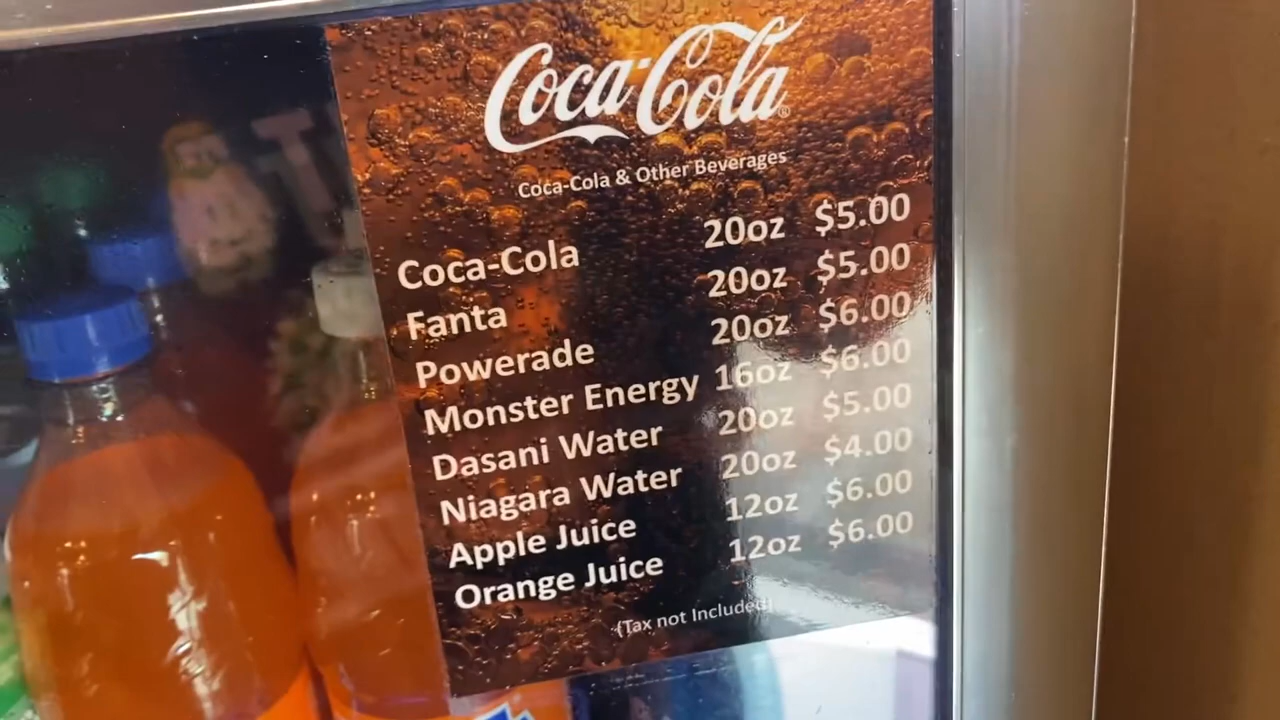 Coca-Cola
Coca-Cola & Other Beverages
Coca-Cola 20oz $5.00
Fanta 20oz $5.00
Powerade 20oz $6.00
Monster Energy 16oz $6.00
Dasani Water 20oz $5.00
Niagara Water 20oz $4.00
Apple Juice 12oz $6.00
Orange Juice 12oz $6.00
(Tax not Included)